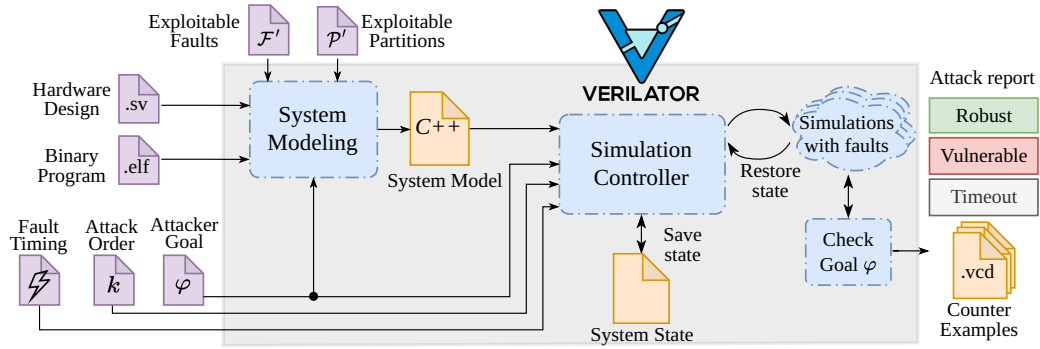 Exploitable
Faults
F′
P′
Exploitable
Partitions
Hardware
Design
.sv
Binary
Program
.elf
System
Modeling
C++
System Model
VERILATOR
Simulation
Controller
Simulations
with faults
Restore
state
Attack report
Robust
Vulnerable
Timeout
Fault
Timing
Attack
Order
k
Attacker
Goal
φ
Save
state
System State
Check
Goal φ
.vcd
Counter
Examples